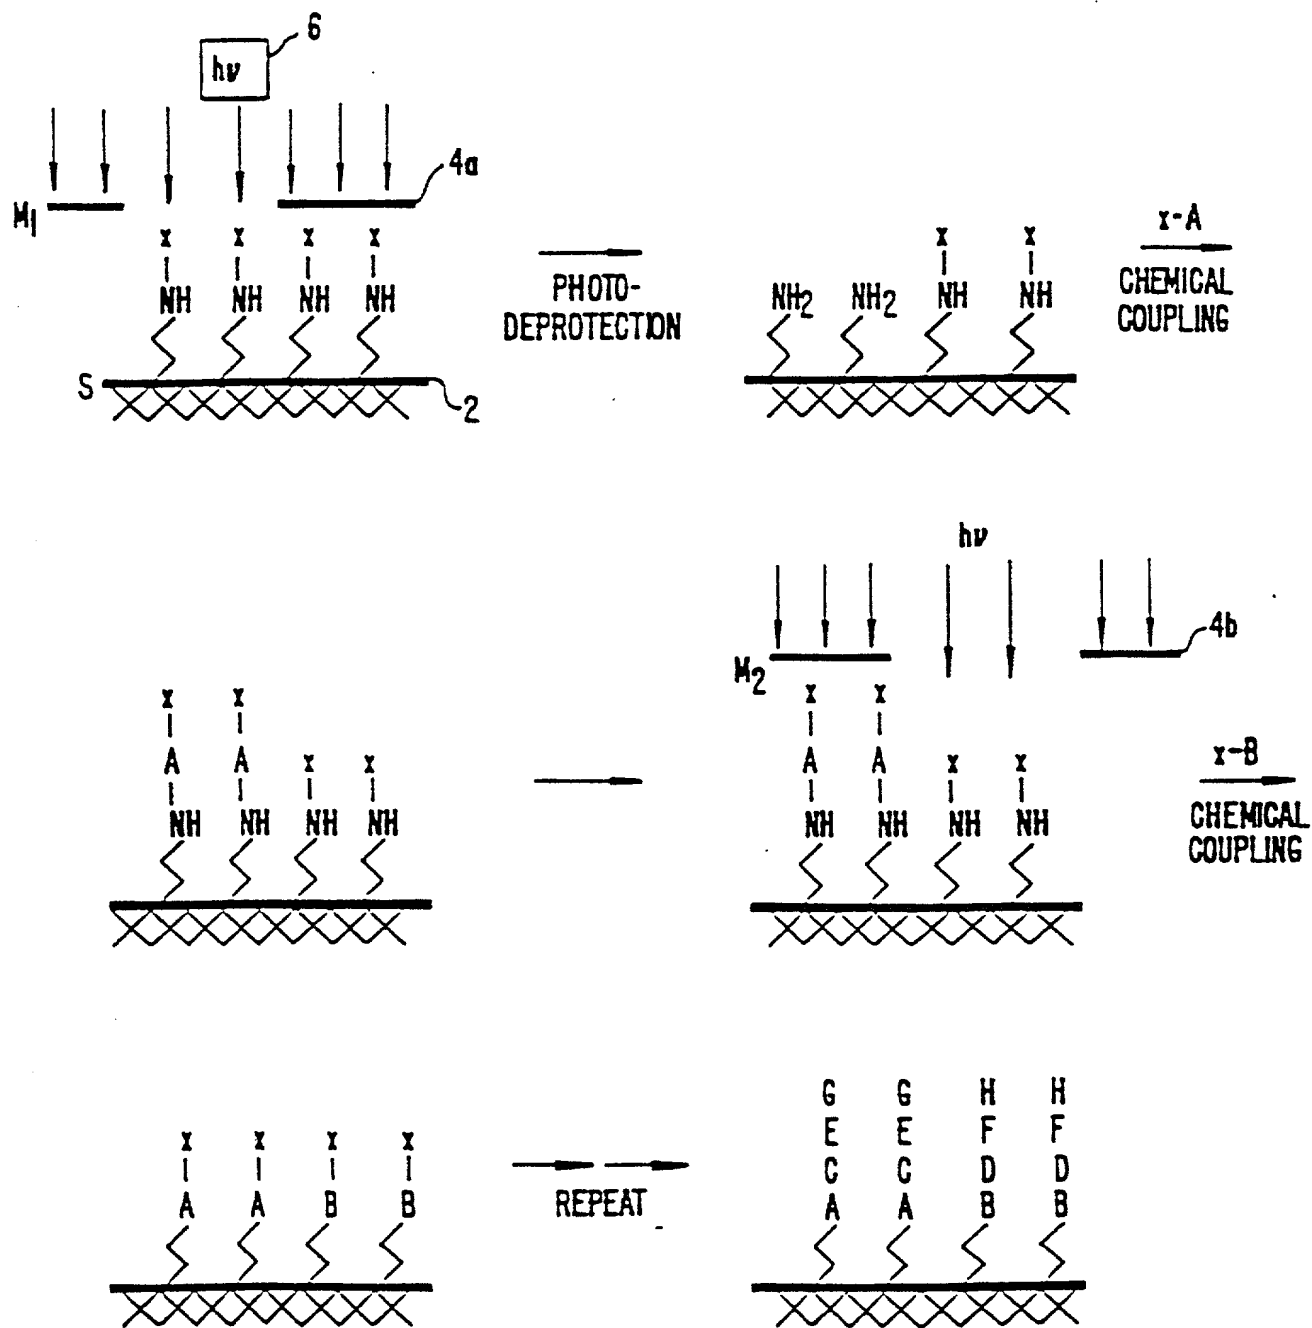 6
hν
4a
M1
x x x x
NH NH NH NH
S
2
PHOTO-
DEPROTECTION
x x
NH2 NH2 NH NH
x-A
CHEMICAL
COUPLING
x x
A A x x
NH NH NH NH
hν
4b
M2
x x
A A x x
NH NH NH NH
x-B
CHEMICAL
COUPLING
x x x x
A A B B
REPEAT
G G H H
E E F F
C C D D
A A B B